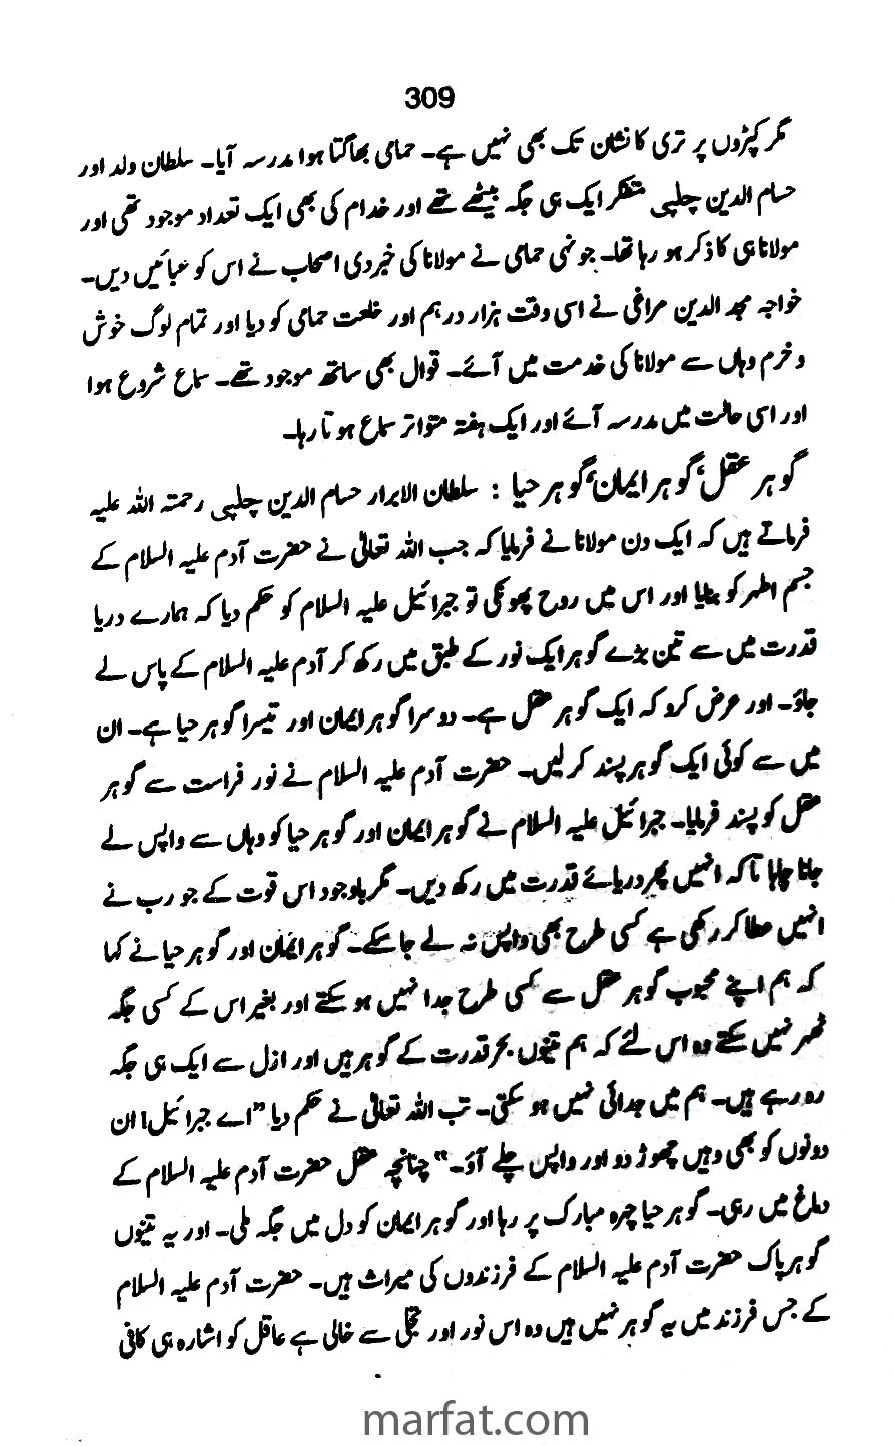 309
مگر کپڑوں پر تری کا نشان تک بھی نہیں ہے۔ حمامی بھاگتا ہوا مدرسہ آیا۔ سلطان ولد اور
حسام الدین چلپی متفکر ایک ہی جگہ بیٹھے تھے اور خدام کی بھی ایک تعداد موجود تھی اور
مولانا ہی کا ذکر ہو رہا تھا۔ جونہی حمامی نے مولانا کی خبر دی اصحاب نے اس کو عبائیں دیں۔
خواجہ مجد الدین مراغی نے اسی وقت ہزار درہم اور خلعت حمامی کو دیا اور تمام لوگ خوش
و خرم وہاں سے مولانا کی خدمت میں آئے۔ قوال بھی ساتھ موجود تھے۔ سماع شروع ہوا
اور اسی حالت میں مدرسہ آئے اور ایک ہفتہ متواتر سماع ہوتا رہا۔
گوہر عقل، گوہر ایمان، گوہر حیا : سلطان الابرار حسام الدین چلپی رحمتہ اللہ علیہ
فرماتے ہیں کہ ایک دن مولانا نے فرمایا کہ جب اللہ تعالٰی نے حضرت آدم علیہ السلام کے
جسم اطہر کو بنایا اور اس میں روح پھونکی تو جبرائیل علیہ السلام کو حکم دیا کہ ہمارے دریا
قدرت میں سے تین بڑے گوہر ایک نور کے طبق میں رکھ کر آدم علیہ السلام کے پاس لے
جاؤ۔ اور عرض کرو کہ ایک گوہر عقل ہے۔ دوسرا گوہر ایمان اور تیسرا گوہر حیا ہے۔ ان
میں سے کوئی ایک گوہر پسند کر لیں۔ حضرت آدم علیہ السلام نے نور فراست سے گوہر
عقل کو پسند فرمایا۔ جبرائیل علیہ السلام نے گوہر ایمان اور گوہر حیا کو وہاں سے واپس لے
جانا چاہا تاکہ انہیں پھر دریائے قدرت میں رکھ دیں۔ مگر باوجود اس قوت کے جو رب نے
انہیں عطا کر رکھی ہے کسی طرح بھی واپس نہ لے جا سکے۔ گوہر ایمان اور گوہر حیا نے کہا
کہ ہم اپنے محبوب گوہر عقل سے کسی طرح جدا نہیں ہو سکتے اور بغیر اس کے کسی جگہ
ٹھہر نہیں سکتے وہ اس لئے کہ ہم تینوں بحر قدرت کے گوہر ہیں اور ازل سے ایک ہی جگہ
رہ رہے ہیں۔ ہم میں جدائی نہیں ہو سکتی۔ تب اللہ تعالٰی نے حکم دیا ”اے جبرائیل! ان
دونوں کو بھی وہیں چھوڑ دو اور واپس چلے آؤ۔“ چنانچہ عقل حضرت آدم علیہ السلام کے
دماغ میں رہی۔ گوہر حیا چہرہ مبارک پر رہا اور گوہر ایمان کو دل میں جگہ ملی۔ اور یہ تینوں
گوہر پاک حضرت آدم علیہ السلام کے فرزندوں کی میراث ہیں۔ حضرت آدم علیہ السلام
کے جس فرزند میں یہ گوہر نہیں ہیں وہ اس نور اور تجلی سے خالی ہے عاقل کو اشارہ ہی کافی
marfat.com